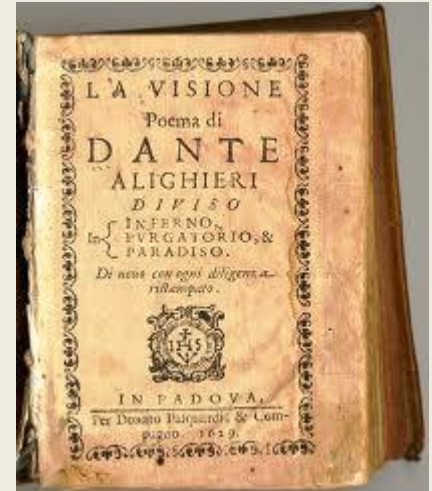 LA VISIONE
Poema di
DANTE
ALIGHIERI
DIVISO
In { INFERNO,
PVRGATORIO, &
PARADISO.
Di nuouo con ogni diligenza
ristampato.
IN PADOVA,
Per Donato Pasquardi, & Com-
pagno. 1629.